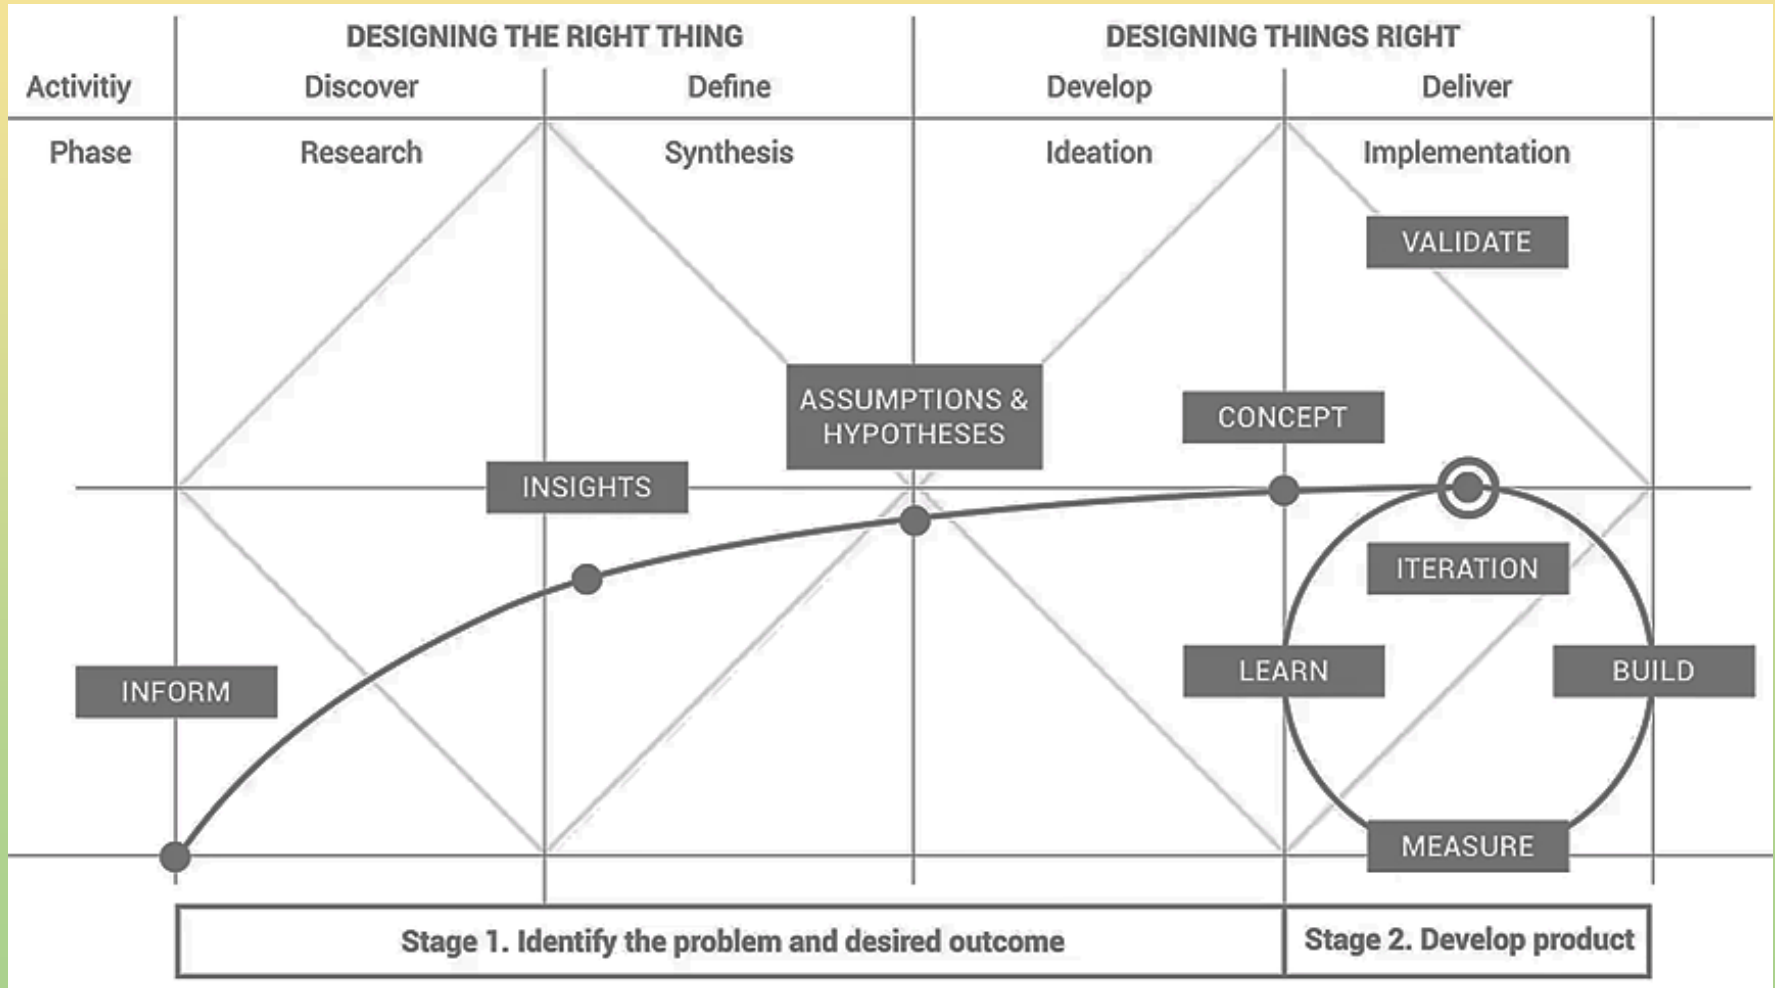 DESIGNING THE RIGHT THING
DESIGNING THINGS RIGHT
Activitiy
Discover
Define
Develop
Deliver
Phase
Research
Synthesis
Ideation
Implementation
VALIDATE
ASSUMPTIONS &
HYPOTHESES
CONCEPT
INSIGHTS
ITERATION
INFORM
LEARN
BUILD
MEASURE
Stage 1. Identify the problem and desired outcome
Stage 2. Develop product